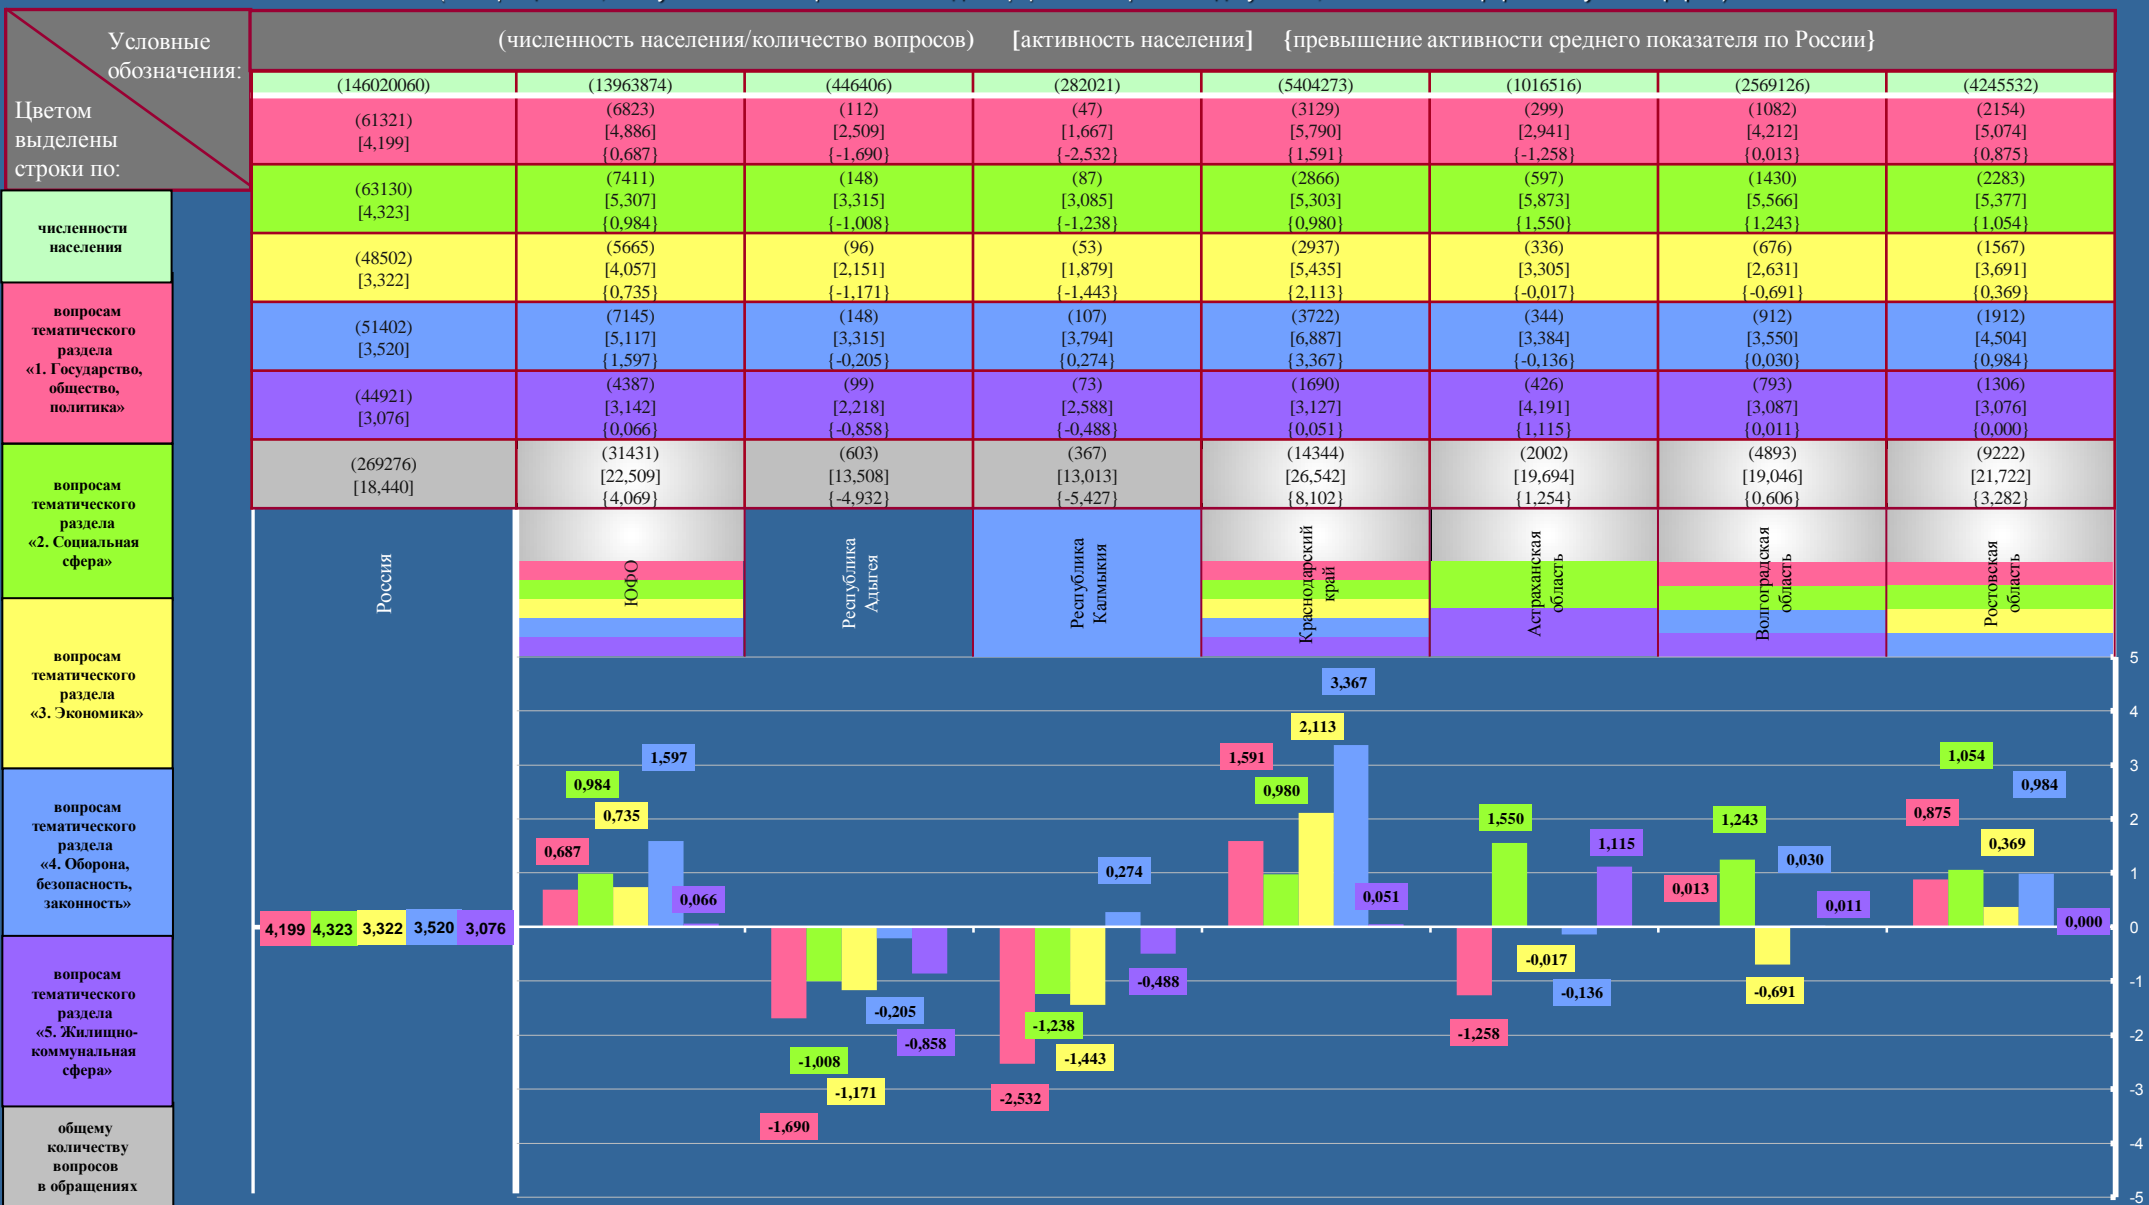 Условные
обозначения:
Цветом
выделены
строки по:
(численность населения/количество вопросов) [активность населения] {превышение активности среднего показателя по России}
(146020060) (13963874) (446406) (282021) (5404273) (1016516) (2569126) (4245532)
(61321) (6823) (112) (47) (3129) (299) (1082) (2154)
[4,199] [4,886] [2,509] [1,667] [5,790] [2,941] [4,212] [5,074]
{0,687} {-1,690} {-2,532} {1,591} {-1,258} {0,013} {0,875}
(63130) (7411) (148) (87) (2866) (597) (1430) (2283)
[4,323] [5,307] [3,315] [3,085] [5,303] [5,873] [5,566] [5,377]
{0,984} {-1,008} {-1,238} {0,980} {1,550} {1,243} {1,054}
(48502) (5665) (96) (53) (2937) (336) (676) (1567)
[3,322] [4,057] [2,151] [1,879] [5,435] [3,305] [2,631] [3,691]
{0,735} {-1,171} {-1,443} {2,113} {-0,017} {-0,691} {0,369}
(51402) (7145) (148) (107) (3722) (344) (912) (1912)
[3,520] [5,117] [3,315] [3,794] [6,887] [3,384] [3,550] [4,504]
{1,597} {-0,205} {0,274} {3,367} {-0,136} {0,030} {0,984}
(44921) (4387) (99) (73) (1690) (426) (793) (1306)
[3,076] [3,142] [2,218] [2,588] [3,127] [4,191] [3,087] [3,076]
{0,066} {-0,858} {-0,488} {0,051} {1,115} {0,011} {0,000}
(269276) (31431) (603) (367) (14344) (2002) (4893) (9222)
[18,440] [22,509] [13,508] [13,013] [26,542] [19,694] [19,046] [21,722]
{4,069} {-4,932} {-5,427} {8,102} {1,254} {0,606} {3,282}
численности
населения
вопросам
тематического
раздела
«1. Государство,
общество,
политика»
вопросам
тематического
раздела
«2. Социальная
сфера»
вопросам
тематического
раздела
«3. Экономика»
вопросам
тематического
раздела
«4. Оборона,
безопасность,
законность»
вопросам
тематического
раздела
«5. Жилищно-
коммунальная
сфера»
общему
количеству
вопросов
в обращениях
Россия
ЮФО
Республика
Адыгея
Республика
Калмыкия
Краснодарский
край
Астраханская
область
Волгоградская
область
Ростовская
область
4,199 4,323 3,322 3,520 3,076
0,687 0,984 0,735 1,597 0,066
-1,690 -1,008 -1,171 -0,205 -0,858
-2,532 -1,238 -1,443 0,274 -0,488
1,591 0,980 2,113 3,367 0,051
-1,258 1,550 -0,017 -0,136 1,115
0,013 1,243 -0,691 0,030 0,011
0,875 1,054 0,369 0,984 0,000
5
4
3
2
1
0
-1
-2
-3
-4
-5